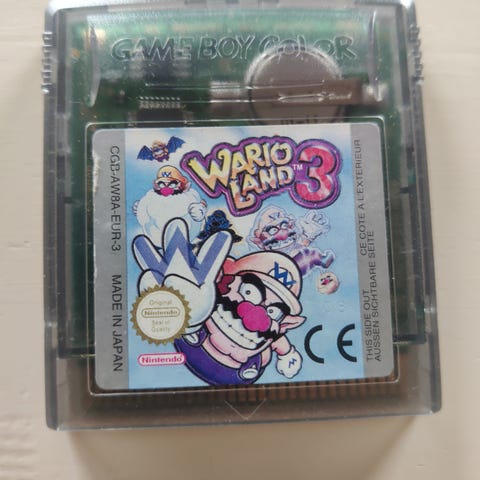 GAME BOY COLOR
WARIO
LAND™ 3
CGB-AW8A-EUR-3
MADE IN JAPAN
W
Original
Nintendo
Seal of
Quality
Nintendo
CE
THIS SIDE OUT
CE COTE A L'EXTERIEUR
AUSSEN SICHTBARE SEITE